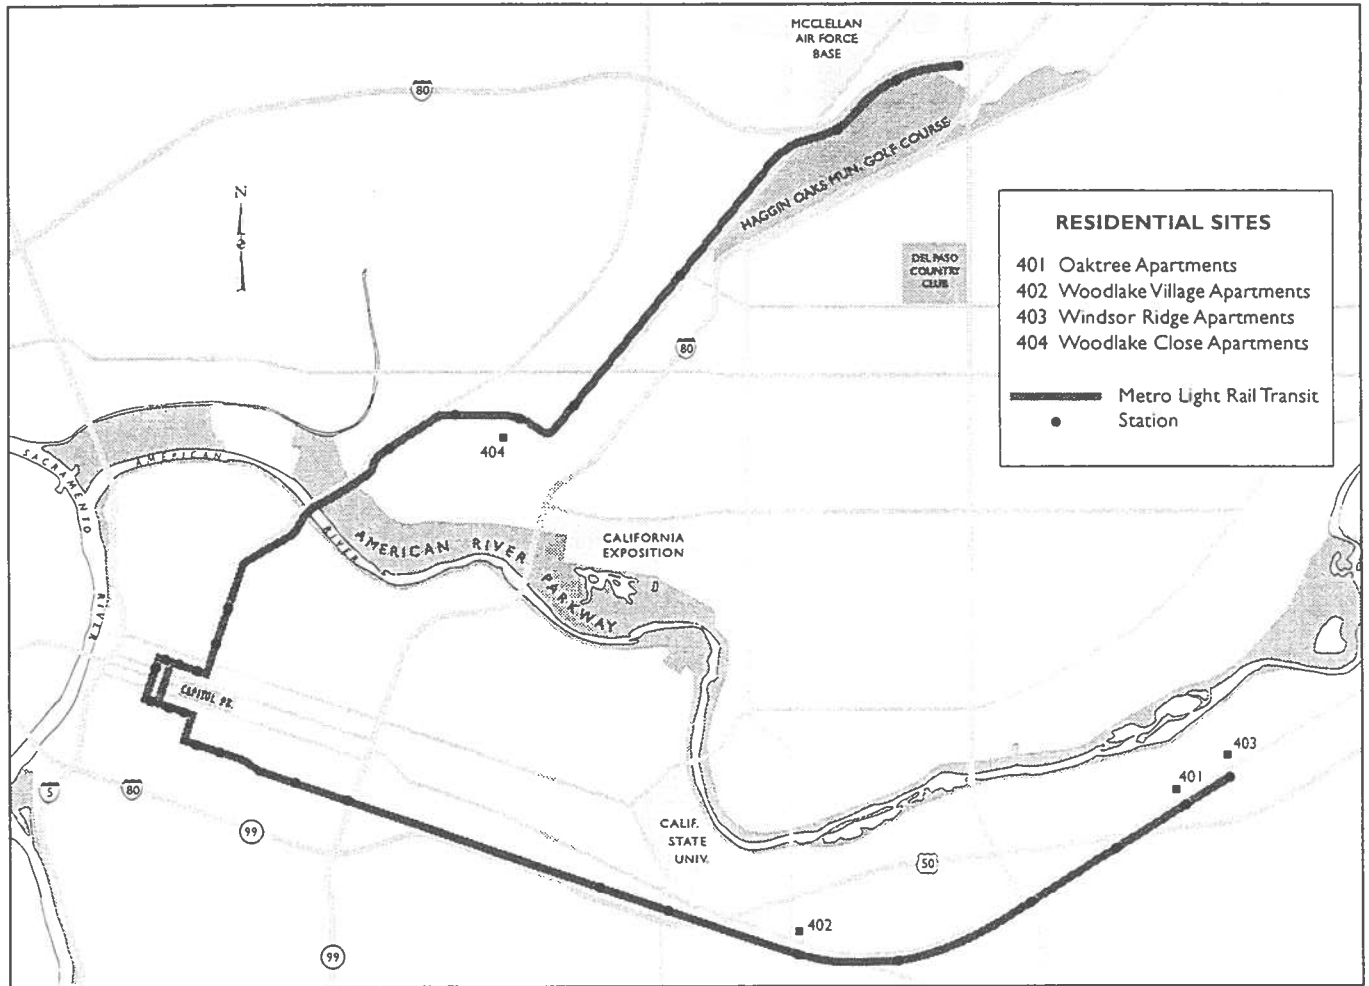 McCLELLAN
AIR FORCE
BASE
80
N
HAGGIN OAKS MUN. GOLF COURSE
DEL PASO
COUNTRY
CLUB
RESIDENTIAL SITES
401 Oaktree Apartments
402 Woodlake Village Apartments
403 Windsor Ridge Apartments
404 Woodlake Close Apartments
Metro Light Rail Transit
Station
80
404
SACRAMENTO
RIVER
AMERICAN
RIVER
AMERICAN RIVER
PARKWAY
CALIFORNIA
EXPOSITION
CAPITOL PK.
403
401
5
80
99
CALIF.
STATE
UNIV.
50
402
99